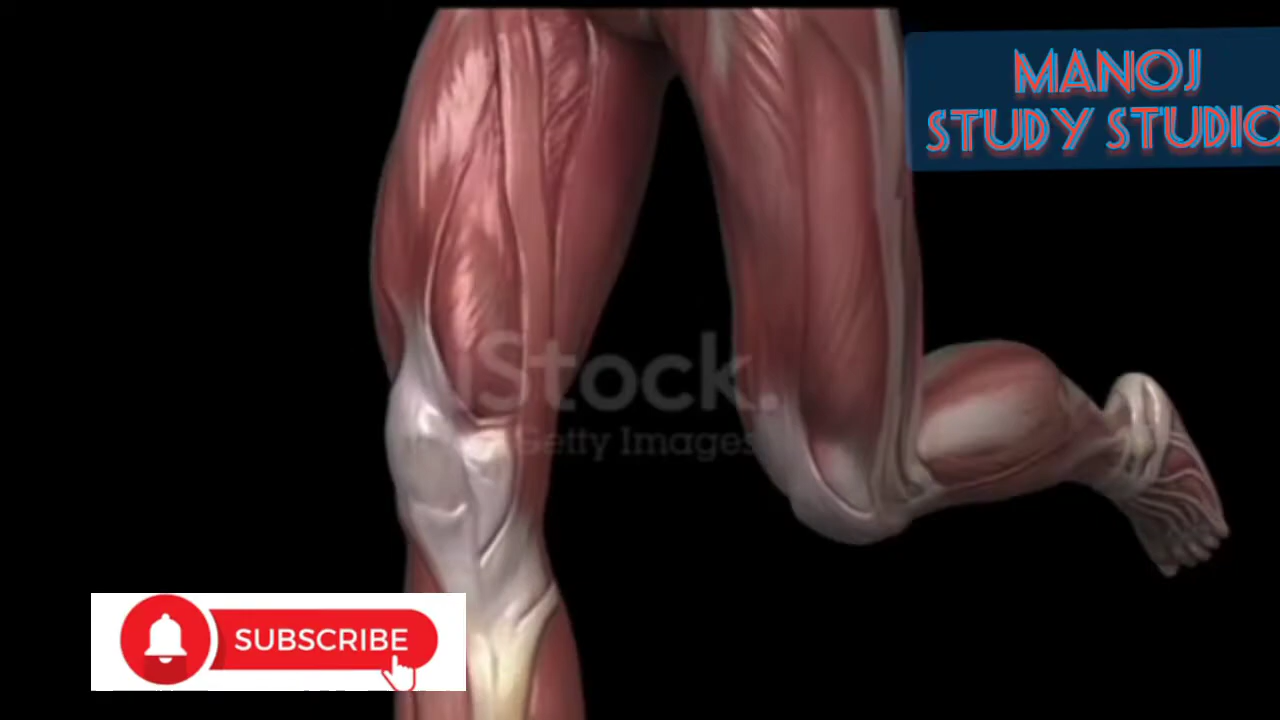 MANOJ
STUDY STUDIO
iStock.
Getty Images
SUBSCRIBE